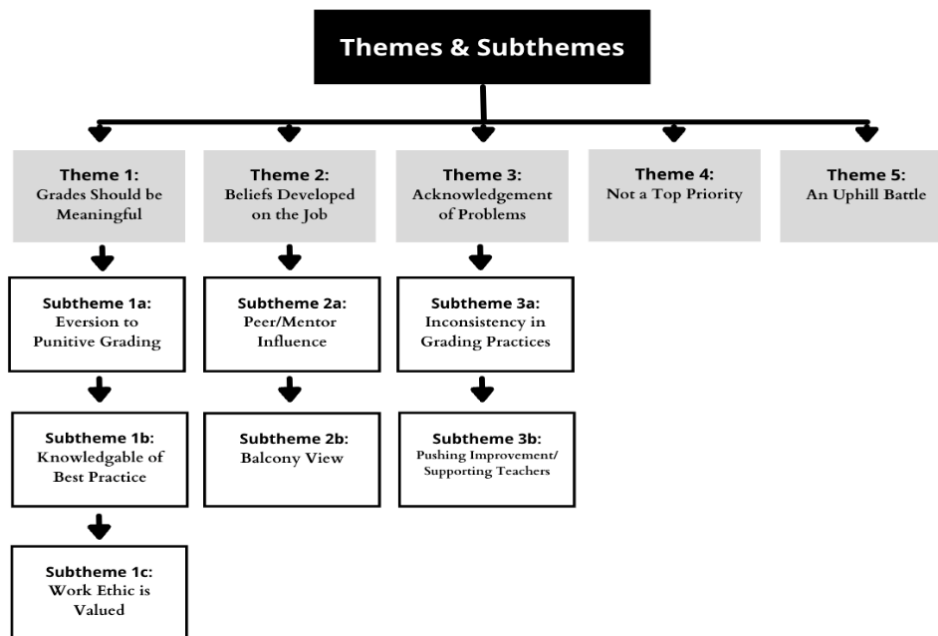 Themes & Subthemes
Theme 1:
Grades Should be
Meaningful
Theme 2:
Beliefs Developed
on the Job
Theme 3:
Acknowledgement
of Problems
Theme 4:
Not a Top Priority
Theme 5:
An Uphill Battle
Subtheme 1a:
Eversion to
Punitive Grading
Subtheme 2a:
Peer/Mentor
Influence
Subtheme 3a:
Inconsistency in
Grading Practices
Subtheme 1b:
Knowledgable of
Best Practice
Subtheme 2b:
Balcony View
Subtheme 3b:
Pushing Improvement/
Supporting Teachers
Subtheme 1c:
Work Ethic is
Valued